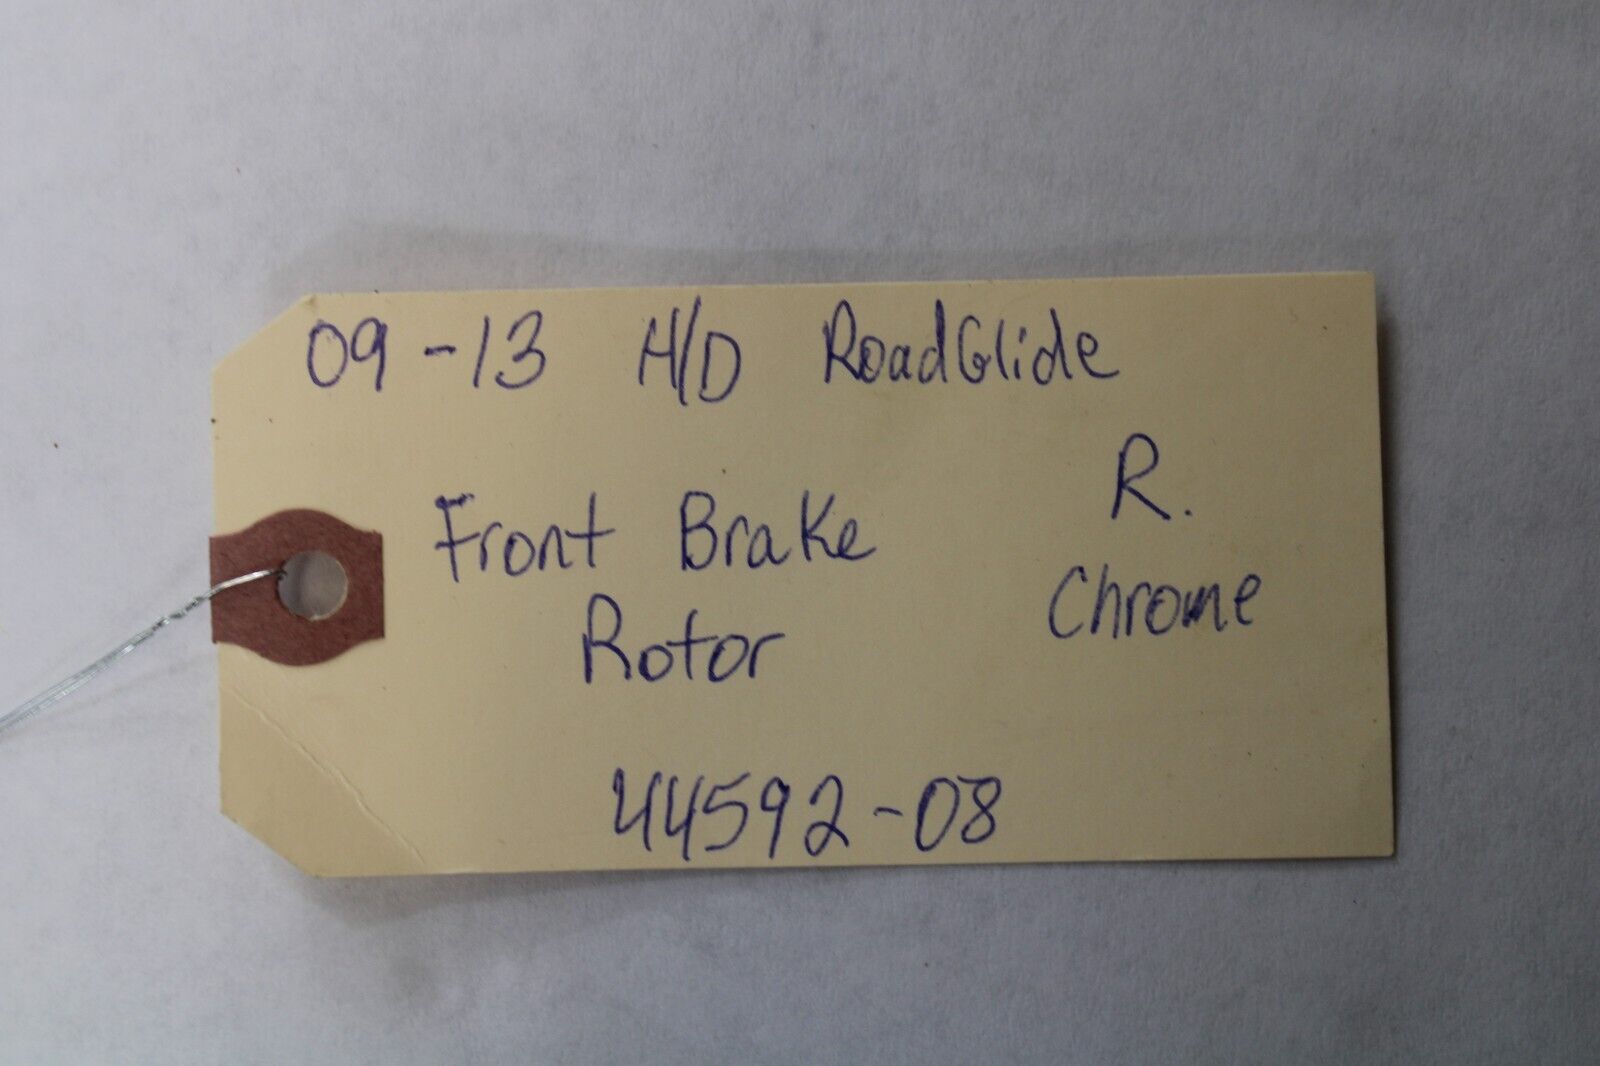 09-13 H/D RoadGlide
Front Brake
Rotor
R.
Chrome
44592-08